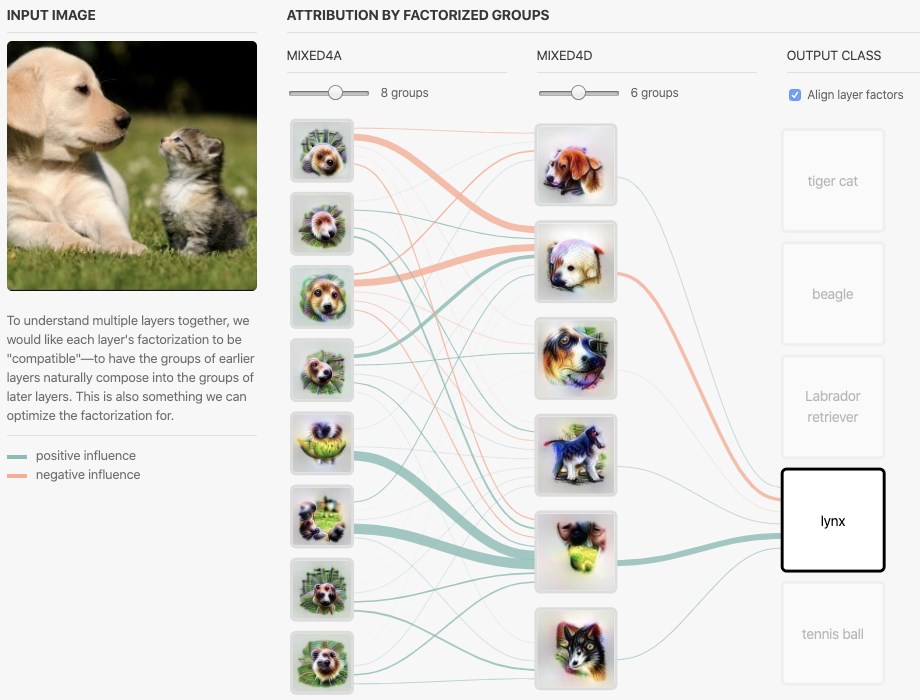 INPUT IMAGE
ATTRIBUTION BY FACTORIZED GROUPS
MIXED4A
MIXED4D
OUTPUT CLASS
8 groups
6 groups
Align layer factors
tiger cat
beagle
Labrador
retriever
lynx
tennis ball
To understand multiple layers together, we
would like each layer's factorization to be
"compatible"—to have the groups of earlier
layers naturally compose into the groups of
later layers. This is also something we can
optimize the factorization for.
positive influence
negative influence